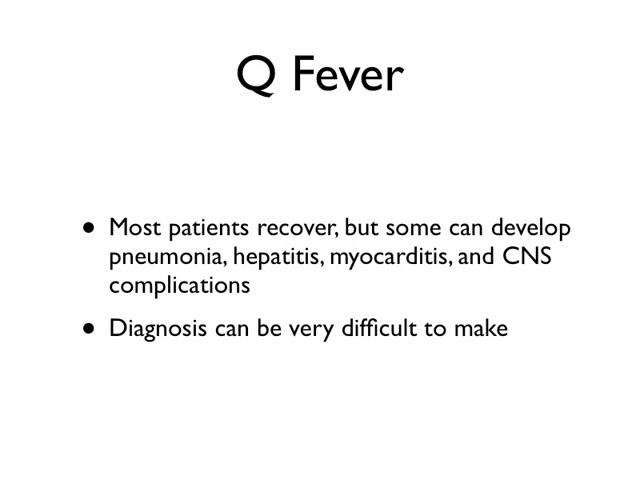 Q Fever
• Most patients recover, but some can develop
pneumonia, hepatitis, myocarditis, and CNS
complications
• Diagnosis can be very difficult to make